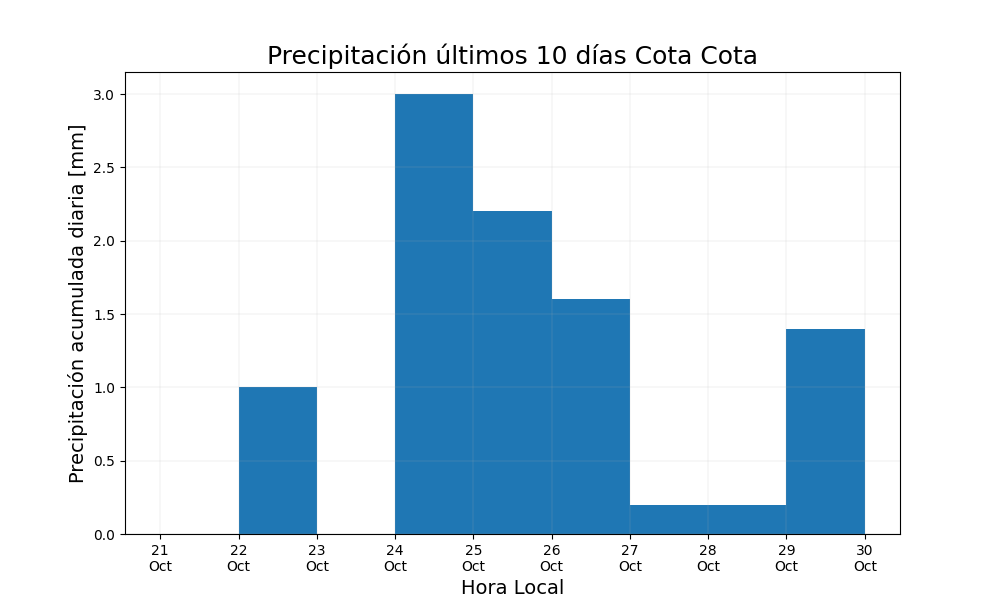 Precipitación últimos 10 días Cota Cota
Precipitación acumulada diaria [mm]
3.0
2.5
2.0
1.5
1.0
0.5
0.0
21 22 23 24 25 26 27 28 29 30
Oct Oct Oct Oct Oct Oct Oct Oct Oct Oct
Hora Local